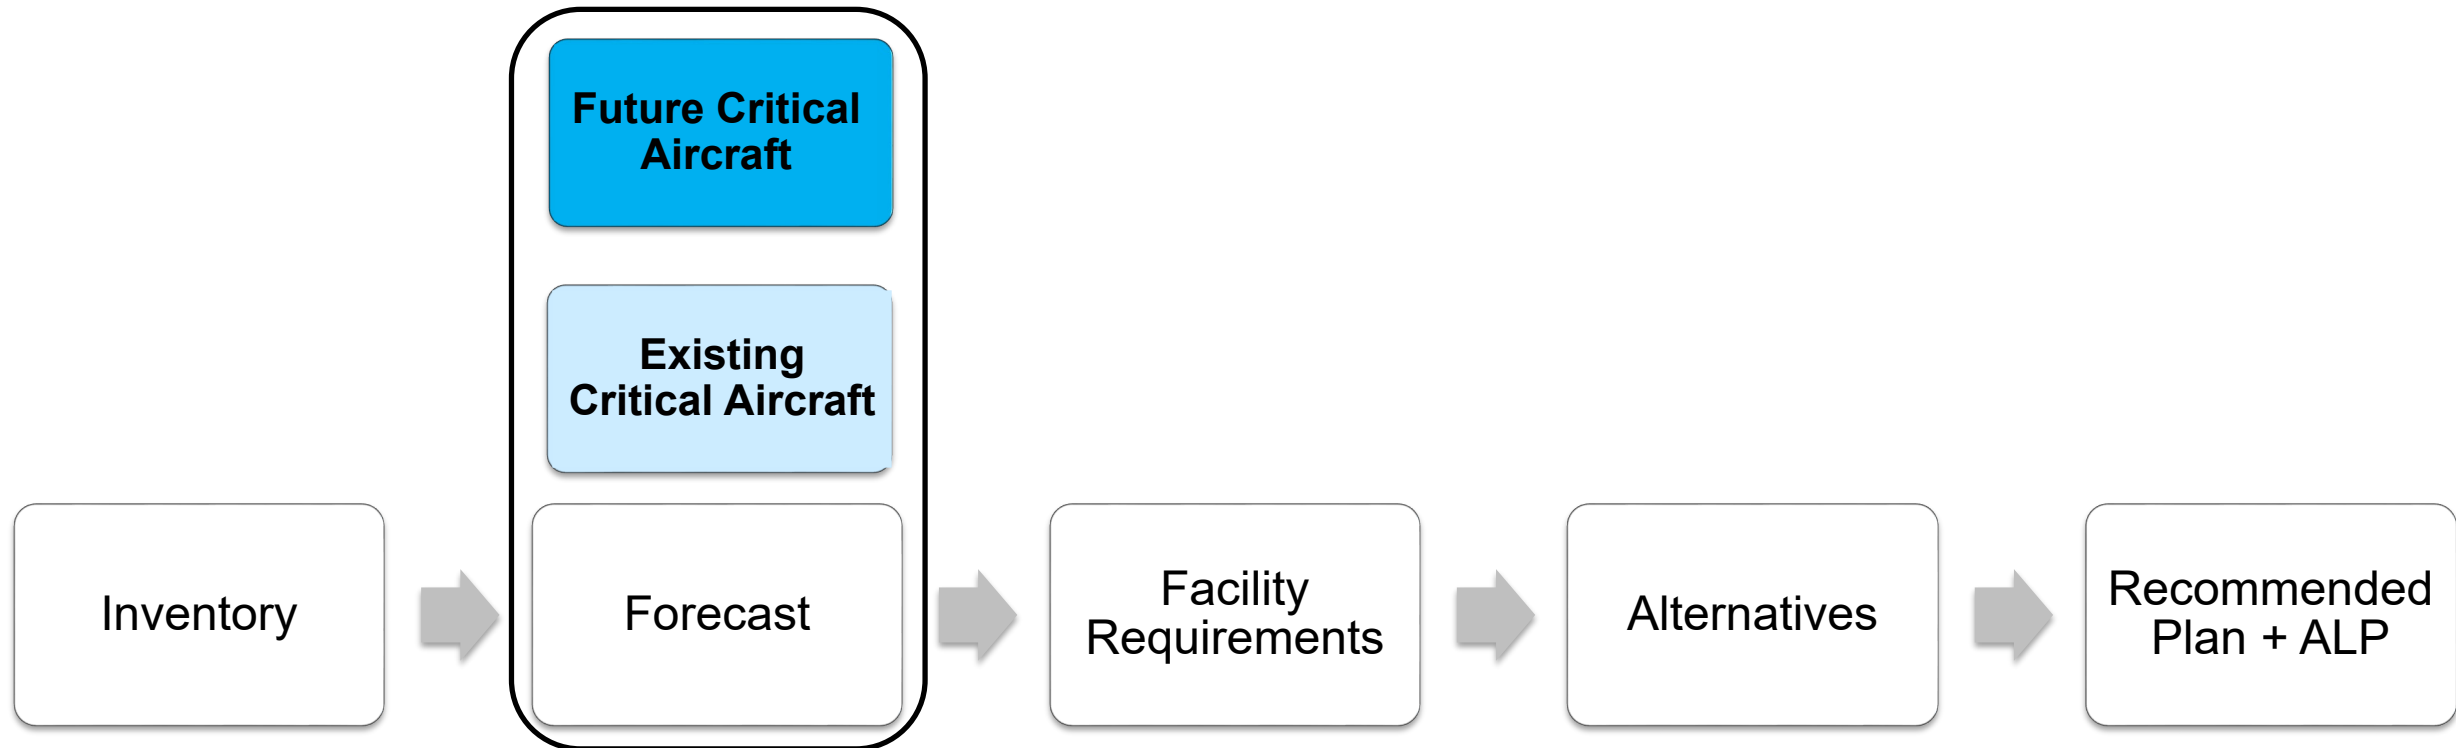 Future Critical
Aircraft
Existing
Critical Aircraft
Inventory
Forecast
Facility
Requirements
Alternatives
Recommended
Plan + ALP